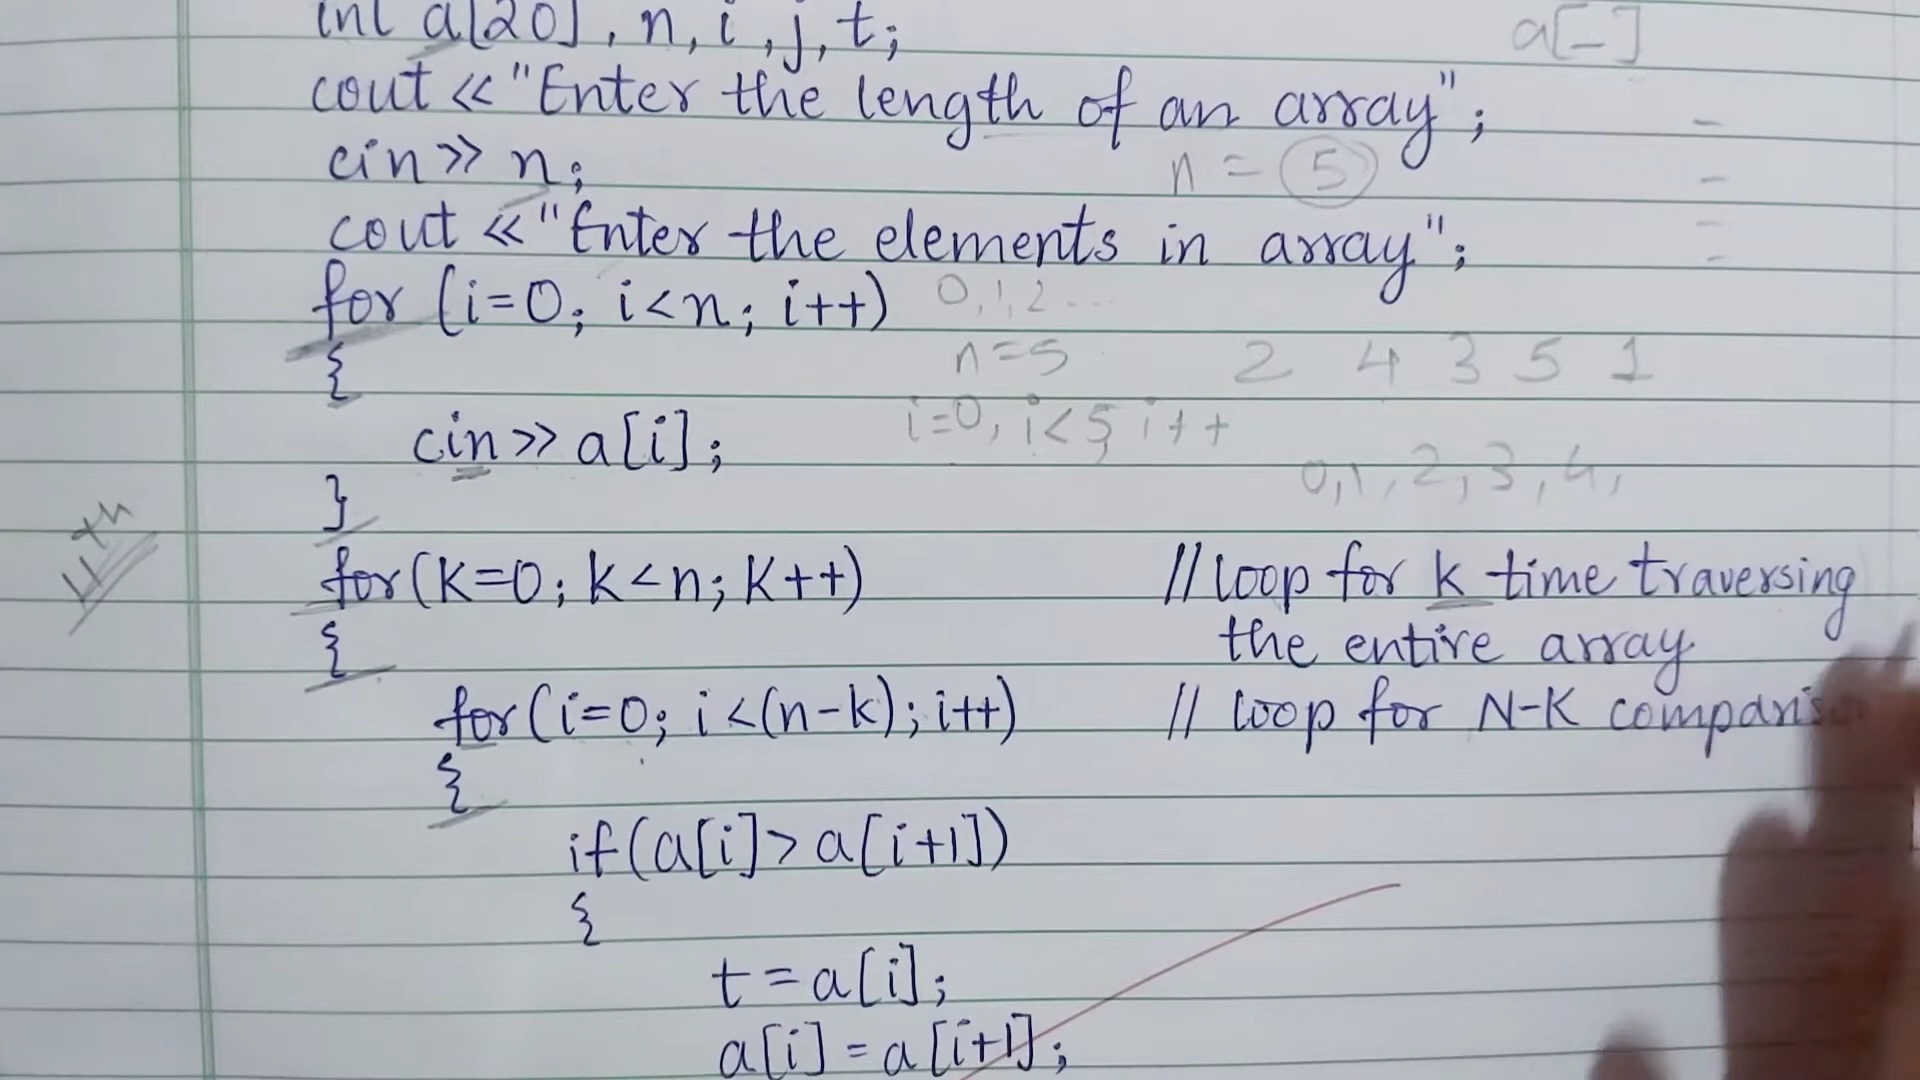 int a[20], n, i, j, t;
a[-]
cout << "Enter the length of an array";
cin >> n;
n = 5
cout << "Enter the elements in array";
for (i=0; i<n; i++)
0,1,2...
{
n=5
2 4 3 5 1
i=0, i<5, i++
cin >> a[i];
0,1,2,3,4,
}
11th
for(K=0; k<n; K++)
//loop for k time traversing
{
the entire array
for(i=0; i<(n-k); i++)
// loop for N-K
{
if(a[i]>a[i+1])
{
t=a[i];
a[i]=a[i+1];